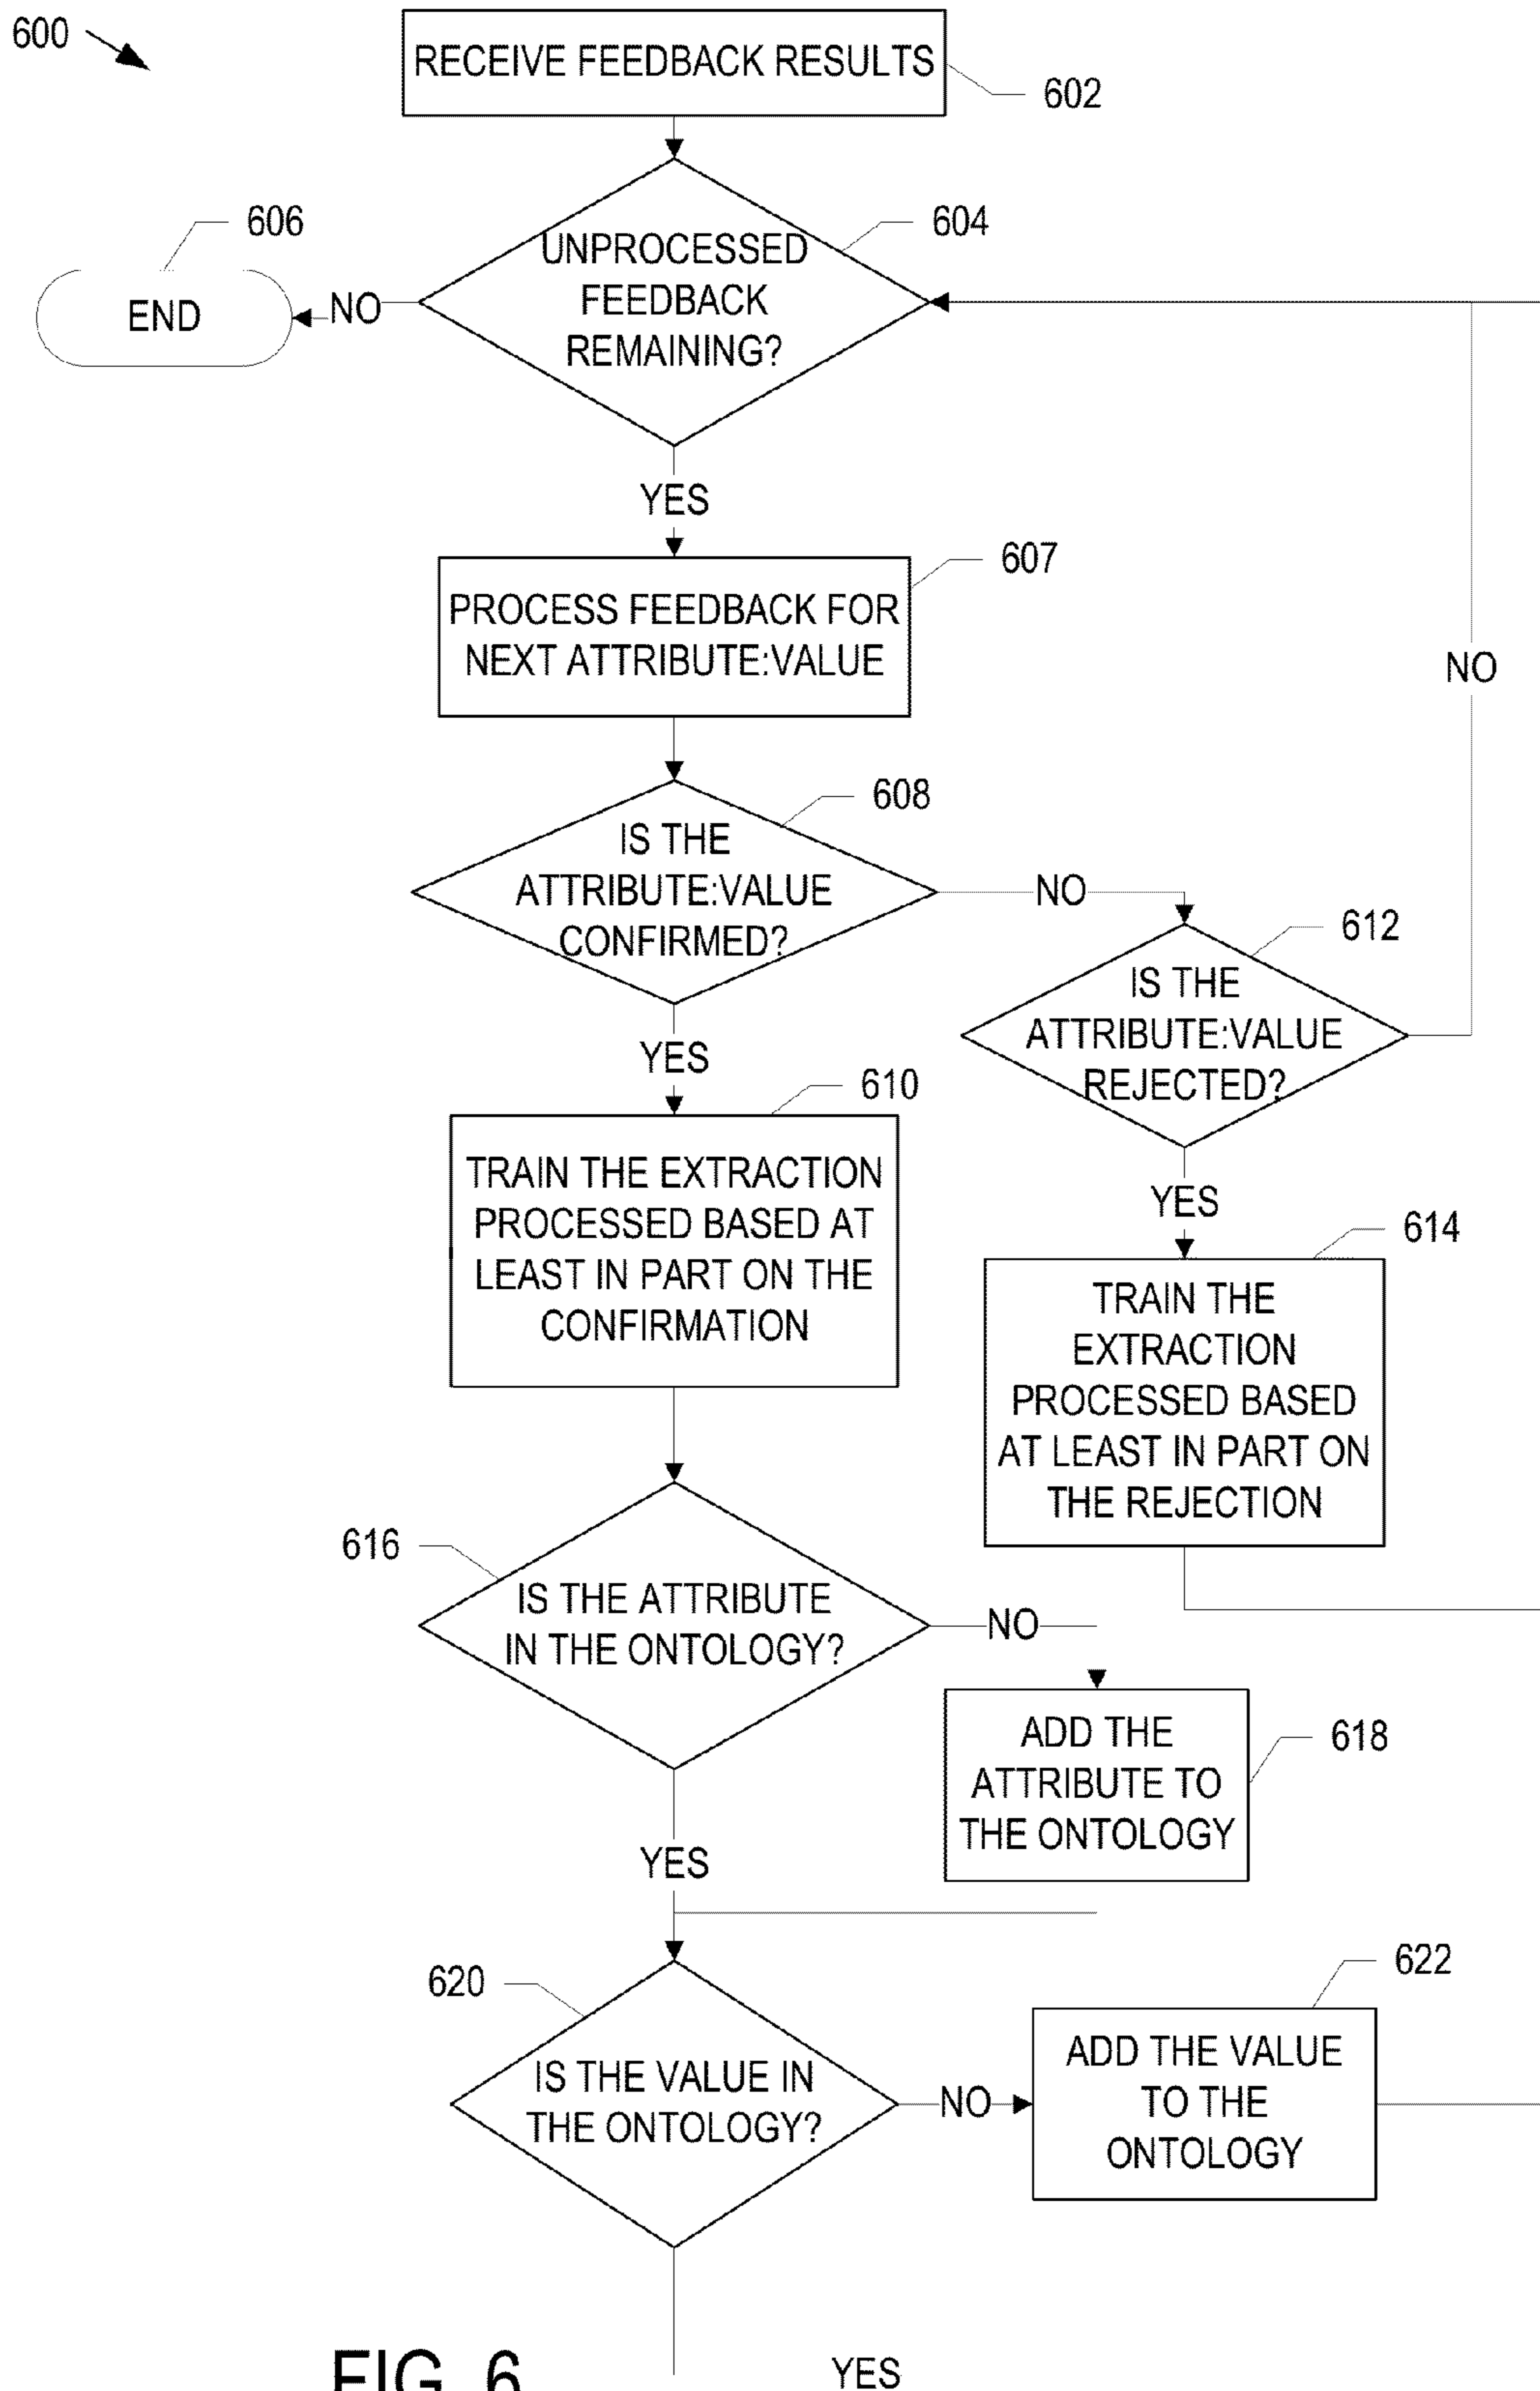 600
RECEIVE FEEDBACK RESULTS
602
606
604
UNPROCESSED
FEEDBACK
REMAINING?
END
NO
YES
607
PROCESS FEEDBACK FOR
NEXT ATTRIBUTE:VALUE
NO
608
IS THE
ATTRIBUTE:VALUE
CONFIRMED?
NO
612
IS THE
ATTRIBUTE:VALUE
REJECTED?
YES
610
TRAIN THE EXTRACTION
PROCESSED BASED AT
LEAST IN PART ON THE
CONFIRMATION
YES
614
TRAIN THE
EXTRACTION
PROCESSED BASED
AT LEAST IN PART ON
THE REJECTION
616
IS THE ATTRIBUTE
IN THE ONTOLOGY?
NO
618
ADD THE
ATTRIBUTE TO
THE ONTOLOGY
YES
620
IS THE VALUE IN
THE ONTOLOGY?
NO
622
ADD THE VALUE
TO THE
ONTOLOGY
YES
FIG. 6